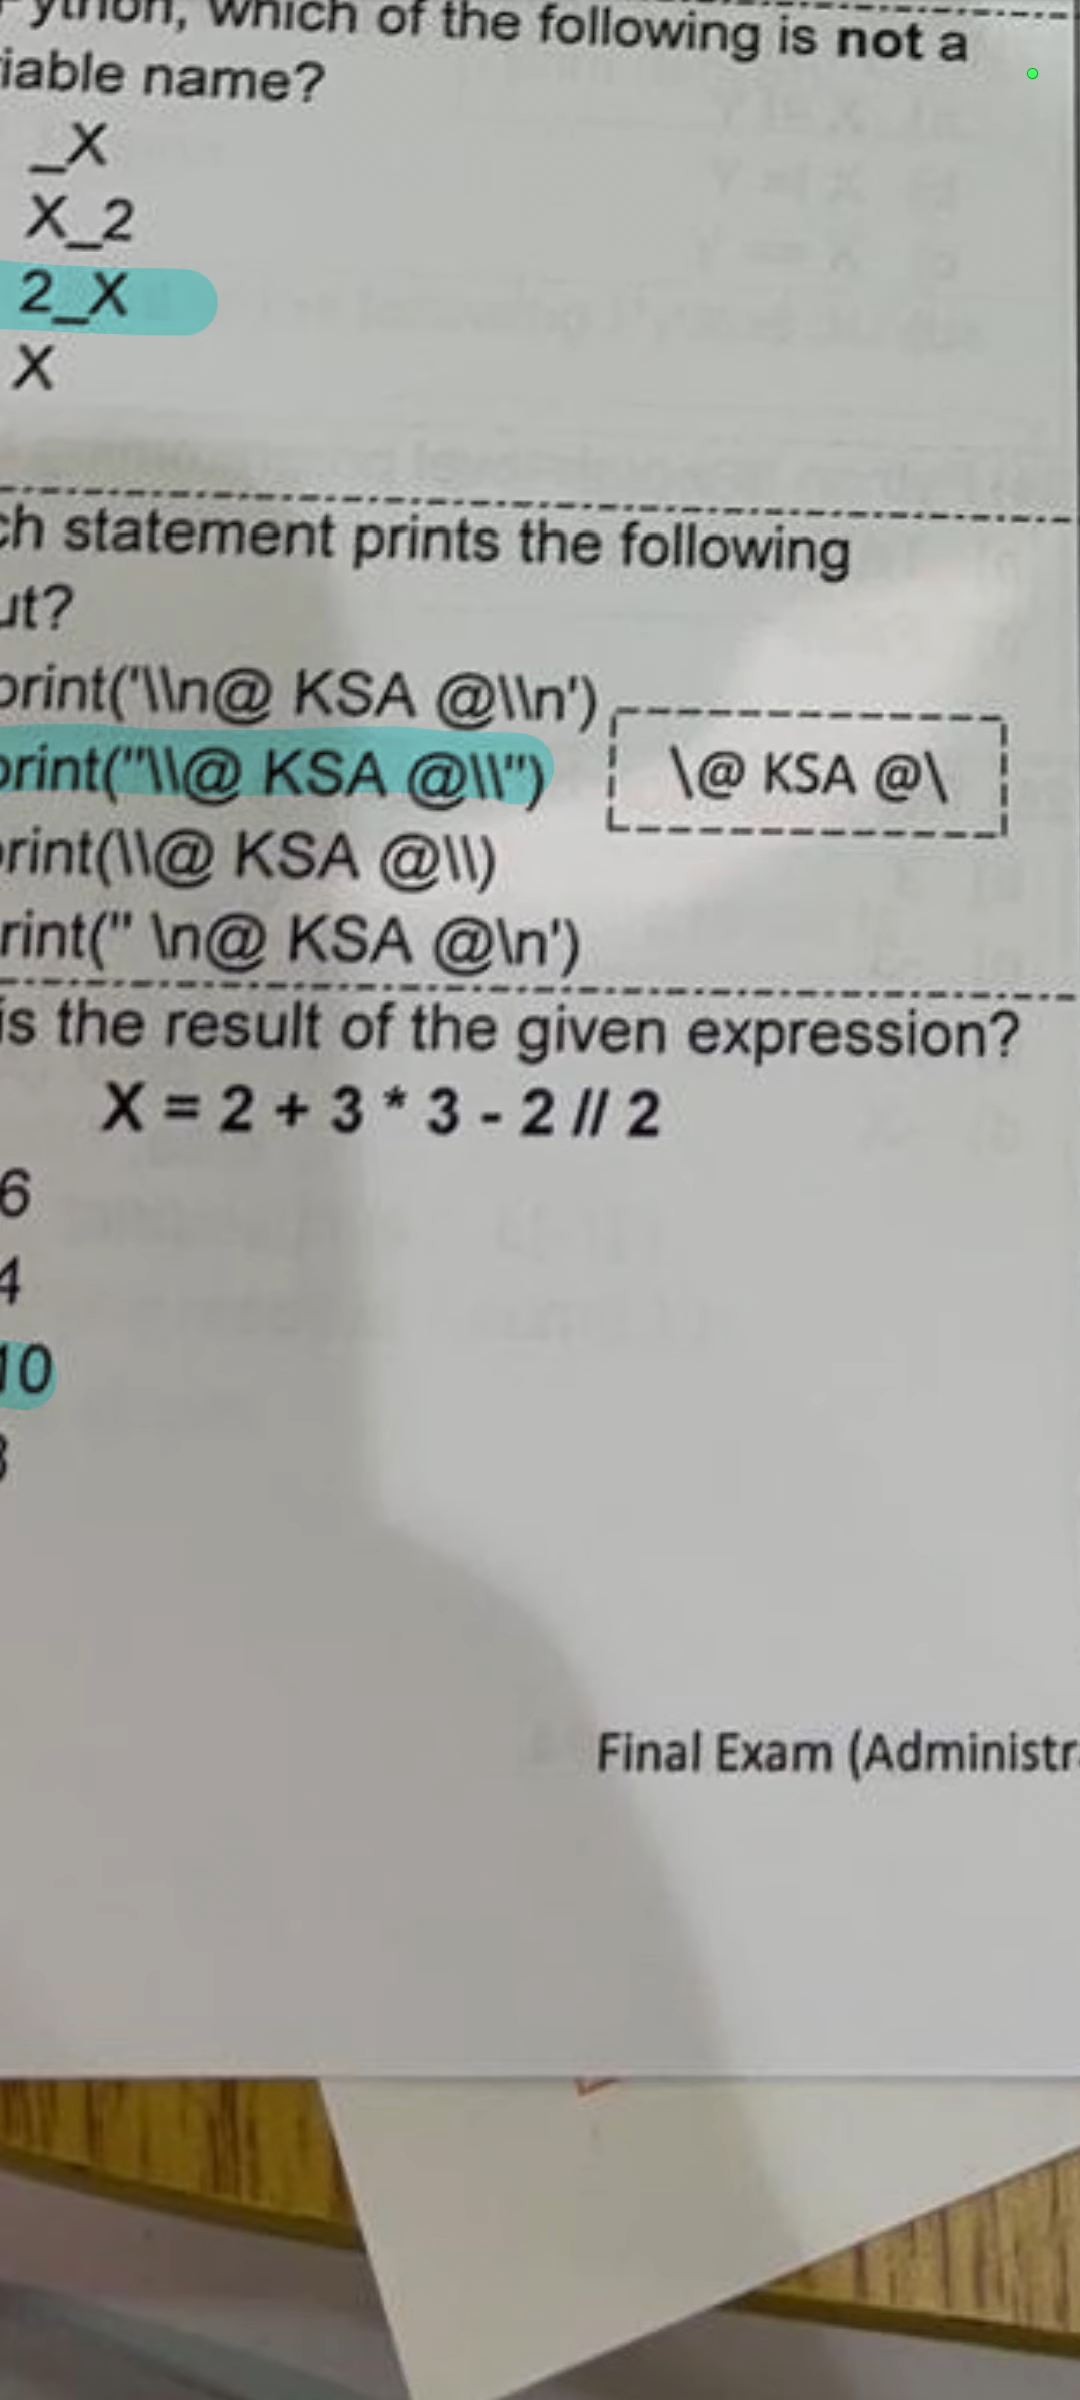 Python, which of the following is not a
iable name?
_X
X_2
2_X
X
ch statement prints the following
ut?
print('\\n@ KSA @\\n')
print("\\@ KSA @\\")
\@ KSA @\
rint(\\@ KSA @\\)
rint(" \n@ KSA @\n')
is the result of the given expression?
X = 2 + 3 * 3 - 2 // 2
6
4
10
Final Exam (Administr